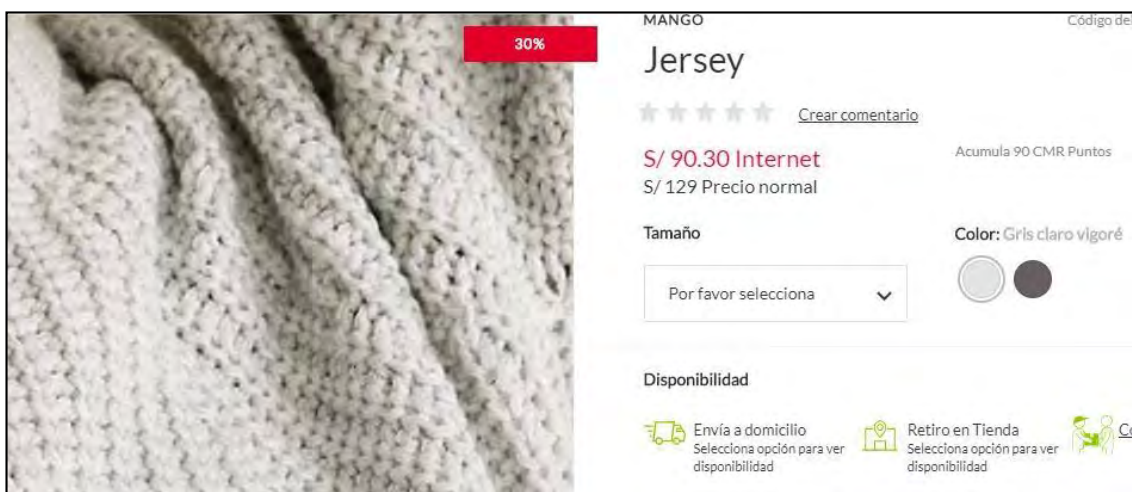 30%
MANGO
Código del
Jersey
Crear comentario
S/ 90.30 Internet
Acumula 90 CMR Puntos
S/ 129 Precio normal
Tamaño
Color: Gris claro vigoré
Por favor selecciona
Disponibilidad
Envía a domicilio
Selecciona opción para ver
disponibilidad
Retiro en Tienda
Selecciona opción para ver
disponibilidad